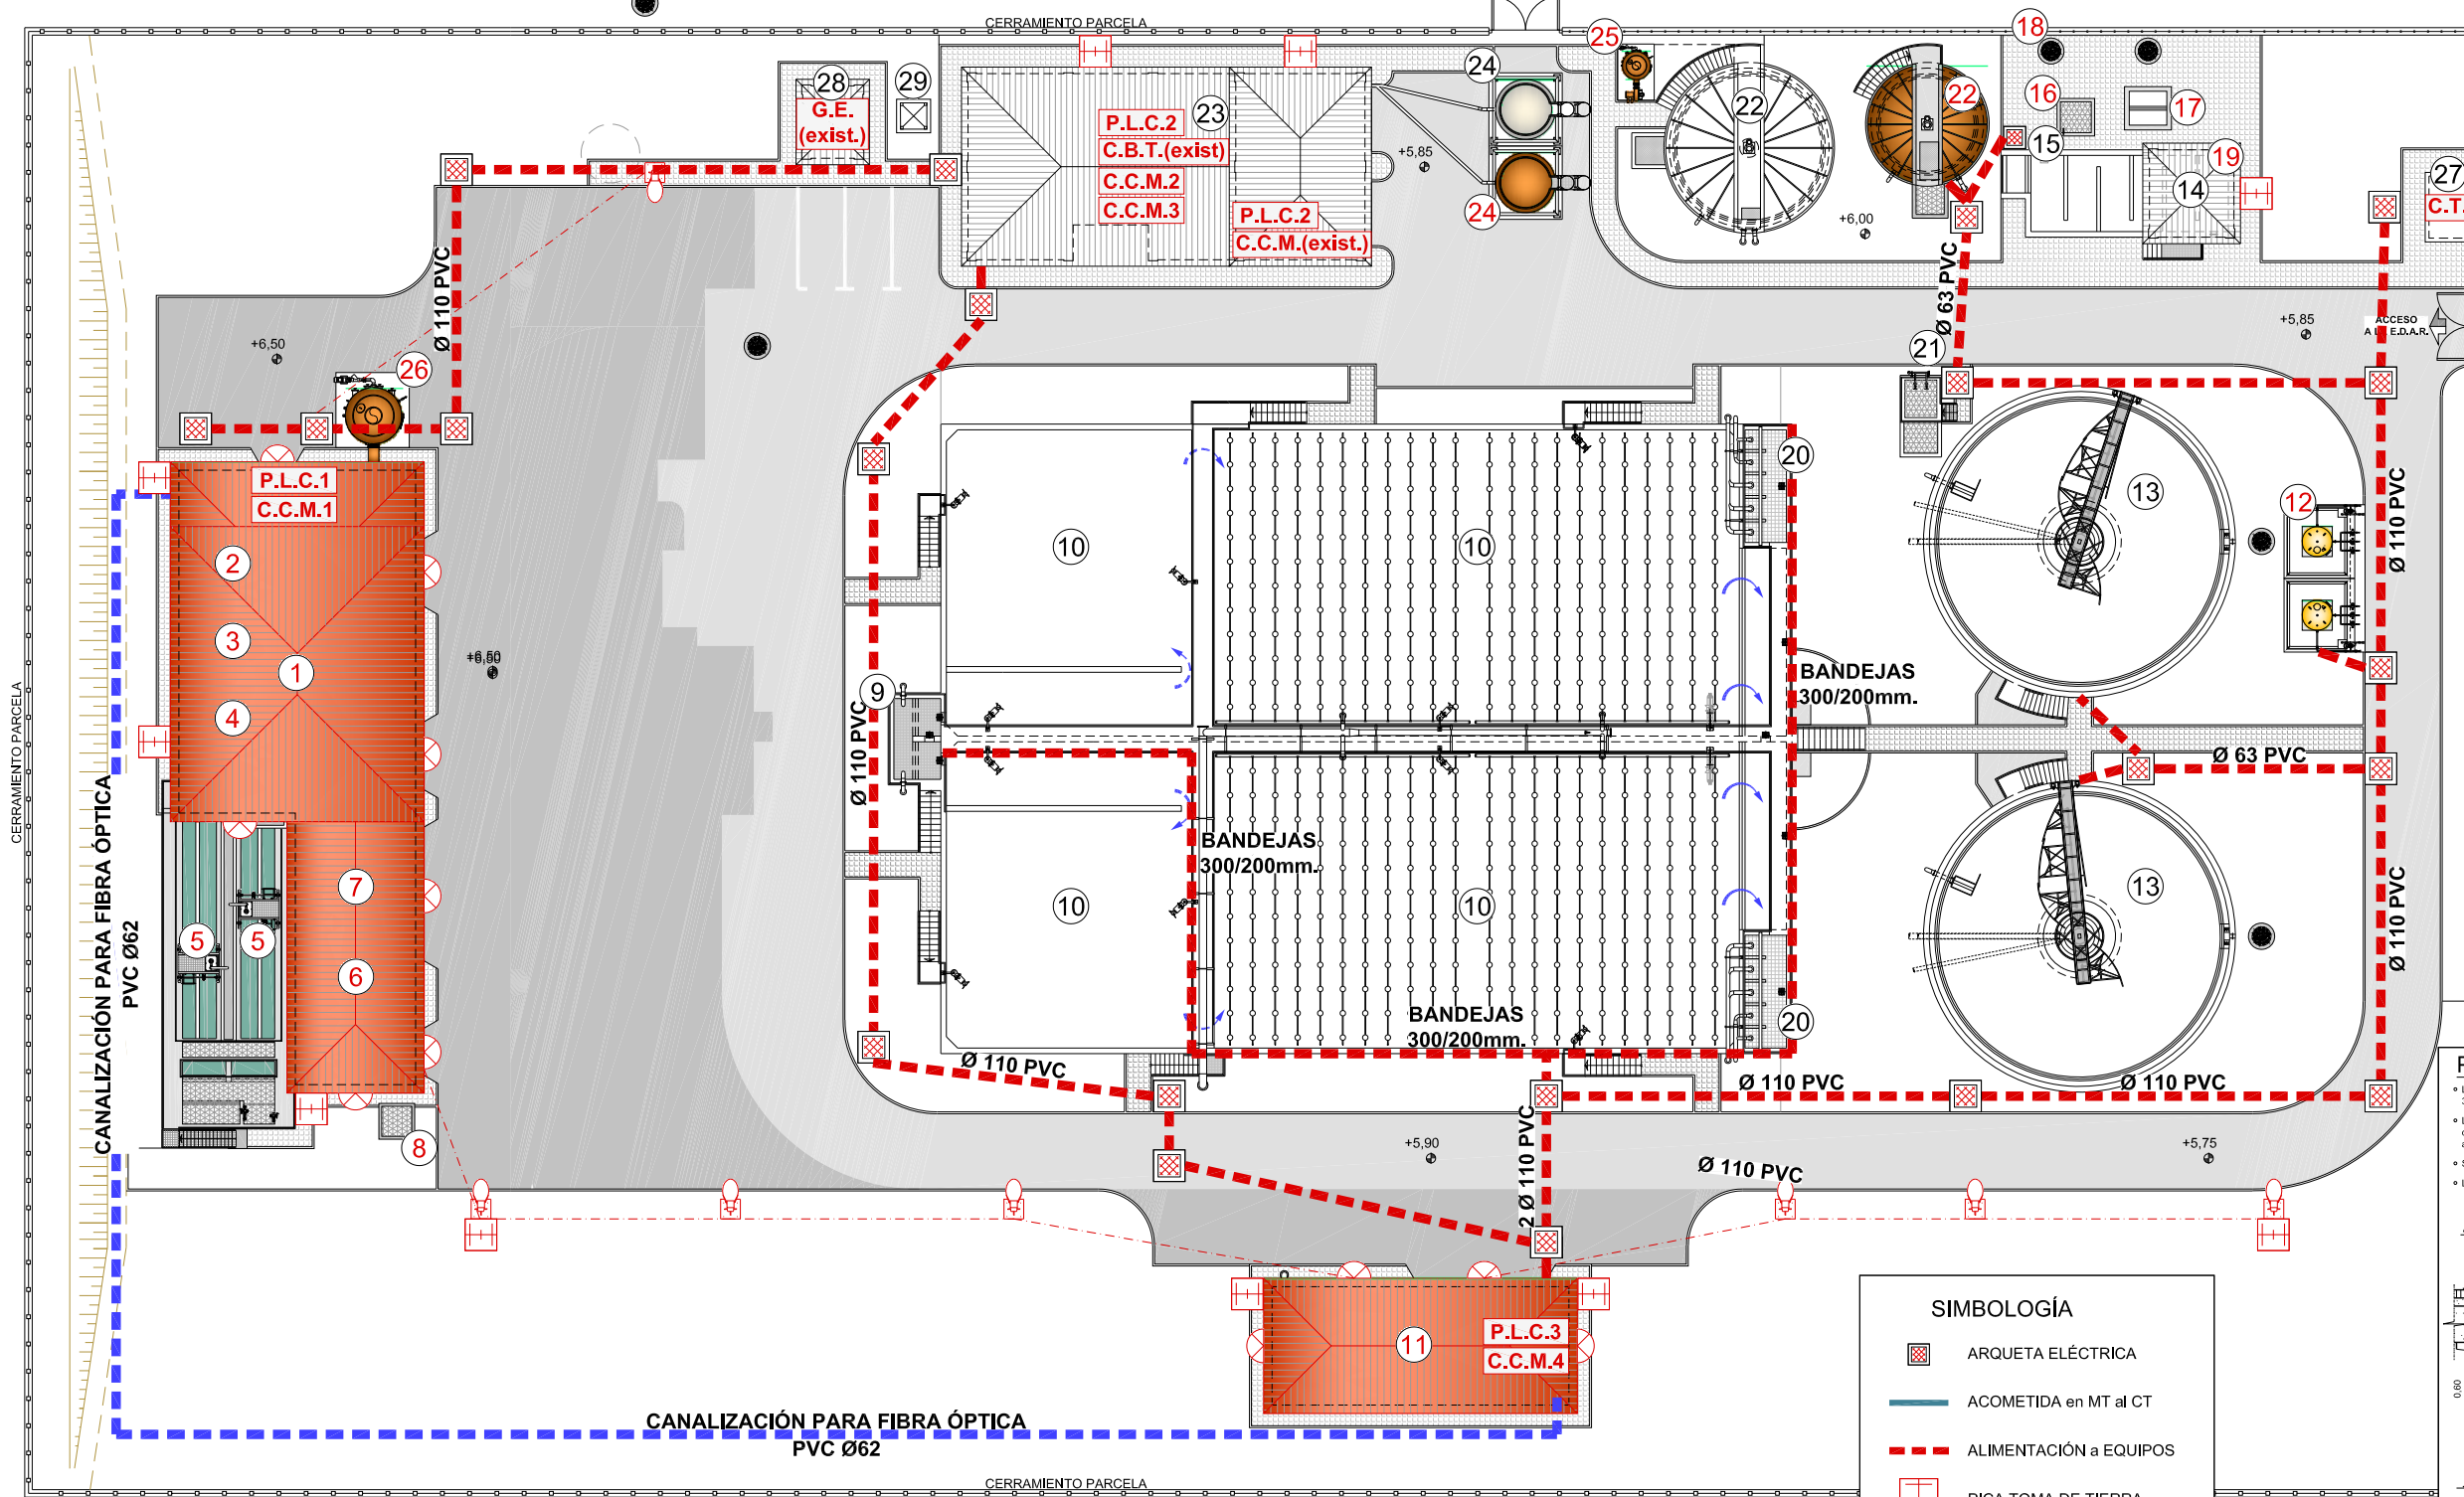 CERRAMIENTO PARCELA
18
25
24
28
29
22
22
16
17
G.E.
(exist.)
P.L.C.2
23
C.B.T.(exist)
C.C.M.2
C.C.M.3
P.L.C.2
C.C.M.(exist.)
+5,85
24
+6,00
15
19
14
27
C.T.
Ø 110 PVC
Ø 63 PVC
+6,50
+5,85
ACCESO
21
26
P.L.C.1
C.C.M.1
20
13
12
10
10
Ø 110 PVC
2
3
1
4
+6,50
9
BANDEJAS
300/200mm.
Ø 63 PVC
CERRAMIENTO PARCELA
CANALIZACIÓN PARA FIBRA ÓPTICA
PVC Ø62
Ø 110 PVC
BANDEJAS
300/200mm.
7
5
5
6
10
10
13
Ø 110 PVC
BANDEJAS
300/200mm.
20
Ø 110 PVC
Ø 110 PVC
Ø 110 PVC
8
+5,90
2 Ø 110 PVC
Ø 110 PVC
+5,75
11
P.L.C.3
C.C.M.4
CANALIZACIÓN PARA FIBRA ÓPTICA
PVC Ø62
CERRAMIENTO PARCELA
SIMBOLOGÍA
ARQUETA ELÉCTRICA
ACOMETIDA en MT al CT
ALIMENTACIÓN a EQUIPOS
PICA TOMA DE TIERRA
0.60